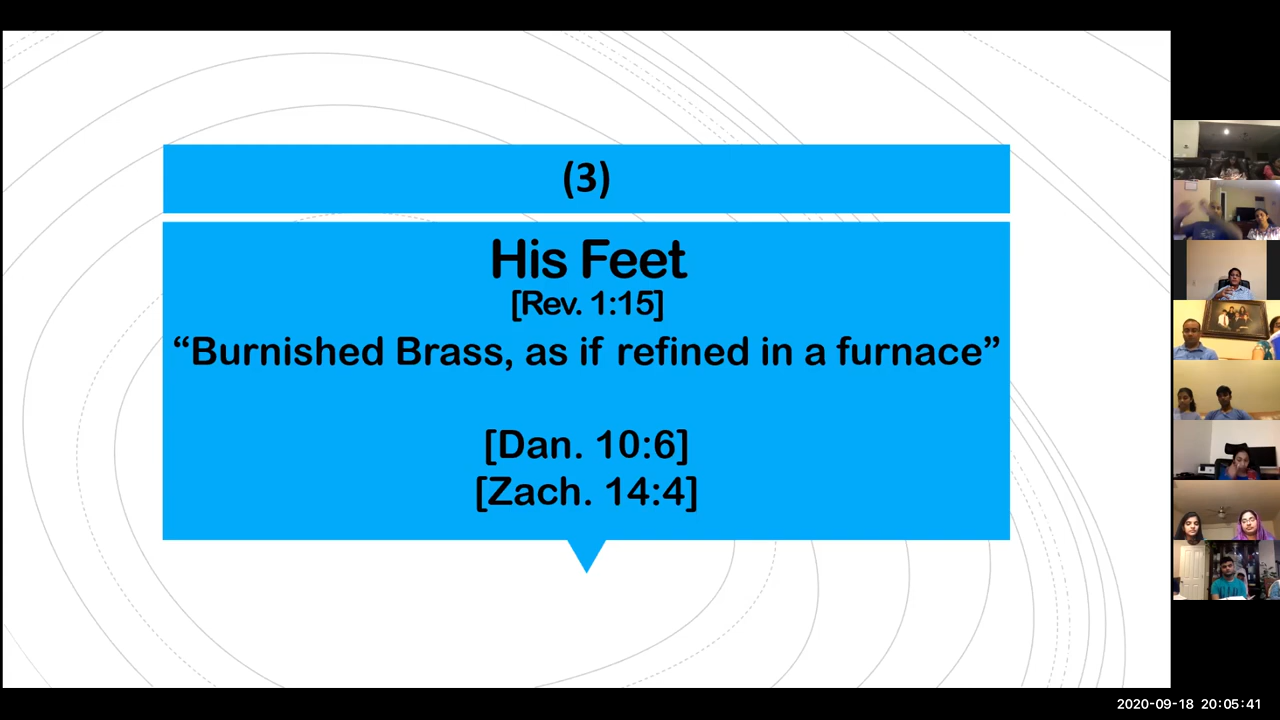 (3)
His Feet
[Rev. 1:15]
“Burnished Brass, as if refined in a furnace”
[Dan. 10:6]
[Zach. 14:4]
2020-09-18 20:05:41